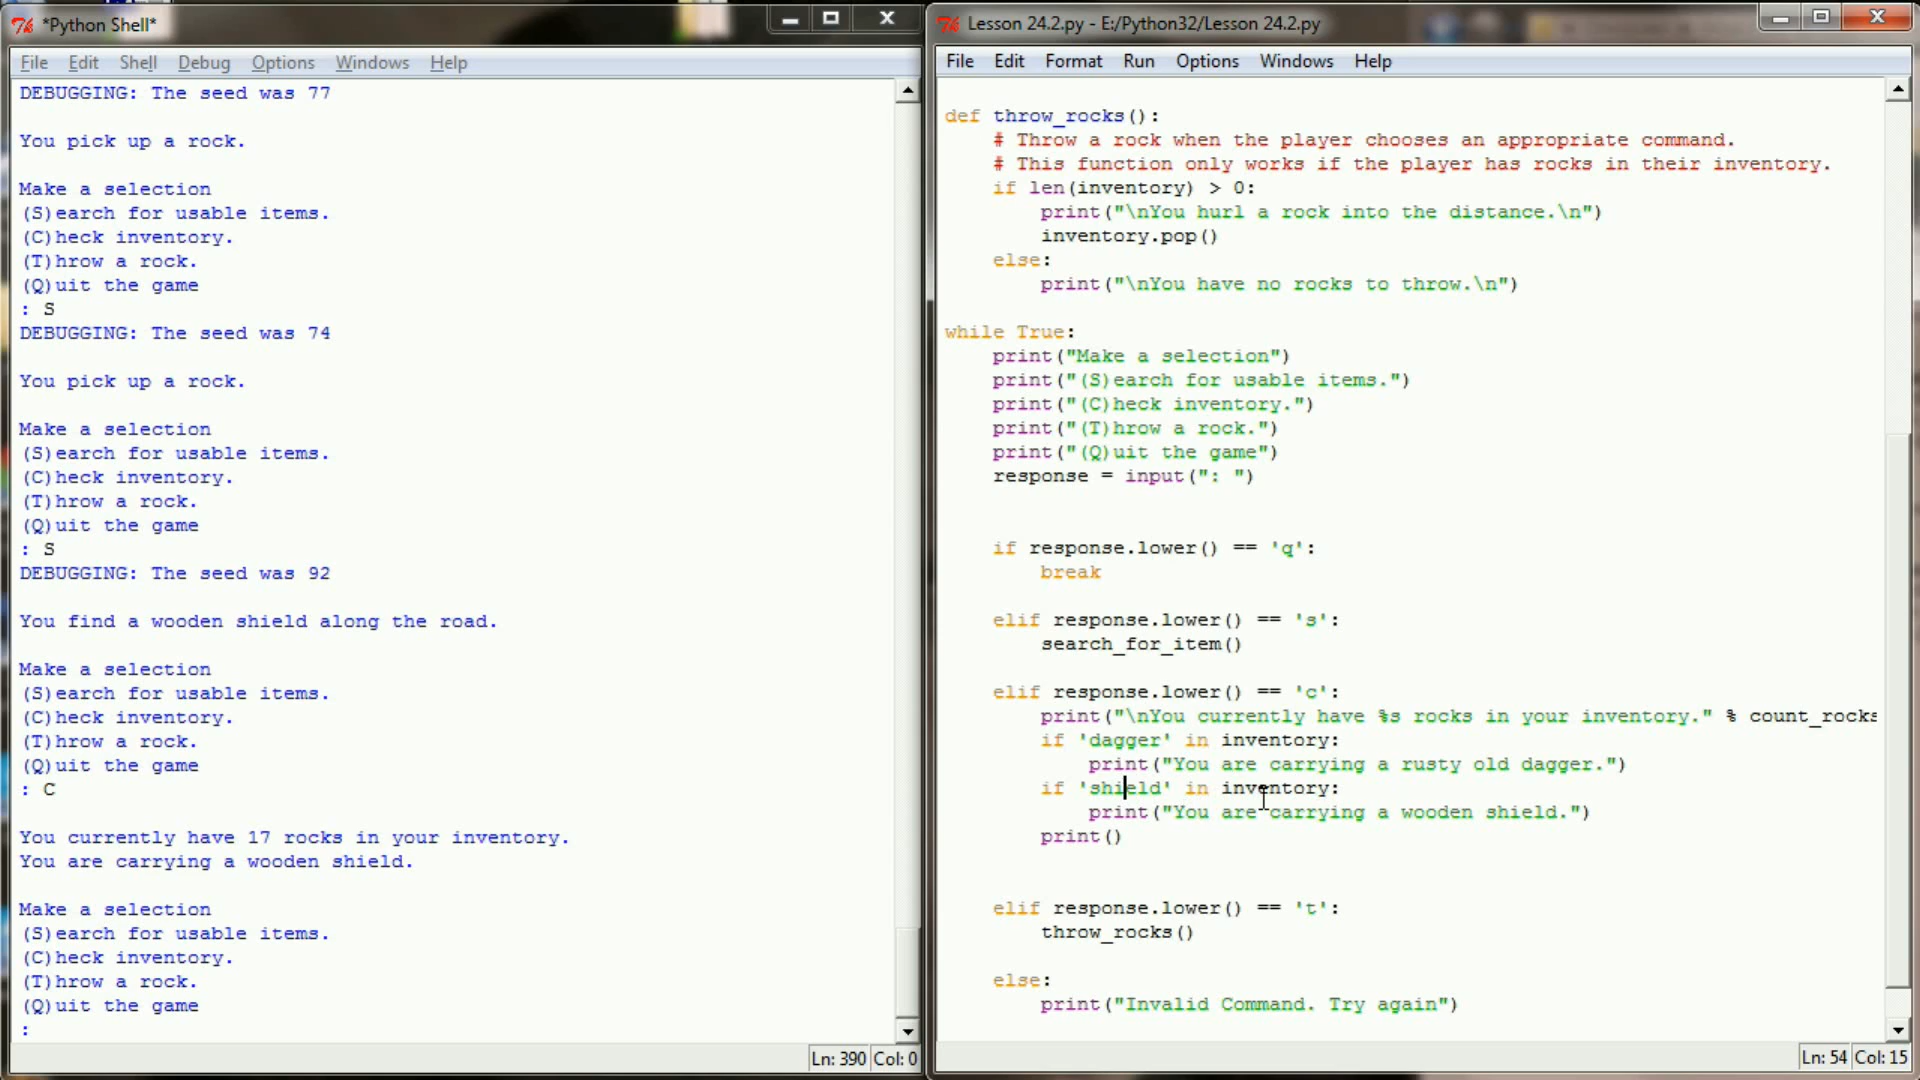 *Python Shell*
File Edit Shell Debug Options Windows Help
DEBUGGING: The seed was 77
You pick up a rock.
Make a selection
(S)earch for usable items.
(C)heck inventory.
(T)hrow a rock.
(Q)uit the game
: S
DEBUGGING: The seed was 74
You pick up a rock.
Make a selection
(S)earch for usable items.
(C)heck inventory.
(T)hrow a rock.
(Q)uit the game
: S
DEBUGGING: The seed was 92
You find a wooden shield along the road.
Make a selection
(S)earch for usable items.
(C)heck inventory.
(T)hrow a rock.
(Q)uit the game
: C
You currently have 17 rocks in your inventory.
You are carrying a wooden shield.
Make a selection
(S)earch for usable items.
(C)heck inventory.
(T)hrow a rock.
(Q)uit the game
:
Ln: 390 Col: 0
Lesson 24.2.py - E:/Python32/Lesson 24.2.py
File Edit Format Run Options Windows Help
def throw_rocks():
    # Throw a rock when the player chooses an appropriate command.
    # This function only works if the player has rocks in their inventory.
    if len(inventory) > 0:
        print("\nYou hurl a rock into the distance.\n")
        inventory.pop()
    else:
        print("\nYou have no rocks to throw.\n")
while True:
    print("Make a selection")
    print("(S)earch for usable items.")
    print("(C)heck inventory.")
    print("(T)hrow a rock.")
    print("(Q)uit the game")
    response = input(": ")
    if response.lower() == 'q':
        break
    elif response.lower() == 's':
        search_for_item()
    elif response.lower() == 'c':
        print("\nYou currently have %s rocks in your inventory." % count_rocks
        if 'dagger' in inventory:
            print("You are carrying a rusty old dagger.")
        if 'shield' in inventory:
            print("You are carrying a wooden shield.")
        print()
    elif response.lower() == 't':
        throw_rocks()
    else:
        print("Invalid Command. Try again")
Ln: 54 Col: 15